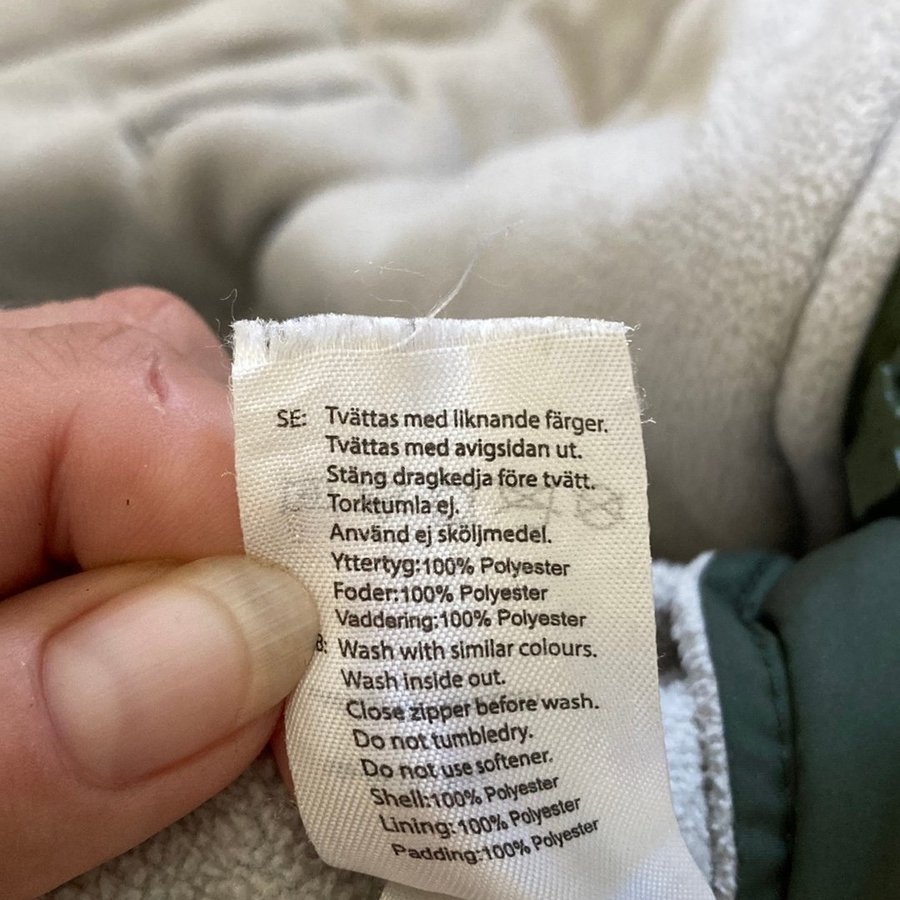 SE: Tvättas med liknande färger.
Tvättas med avigsidan ut.
Stäng dragkedja före tvätt.
Torktumla ej.
Använd ej sköljmedel.
Yttertyg:100% Polyester
Foder:100% Polyester
Vaddering:100% Polyester
B: Wash with similar colours.
Wash inside out.
Close zipper before wash.
Do not tumbledry.
Do not use softener.
Shell:100% Polyester
Lining:100% Polyester
Padding:100% Polyester